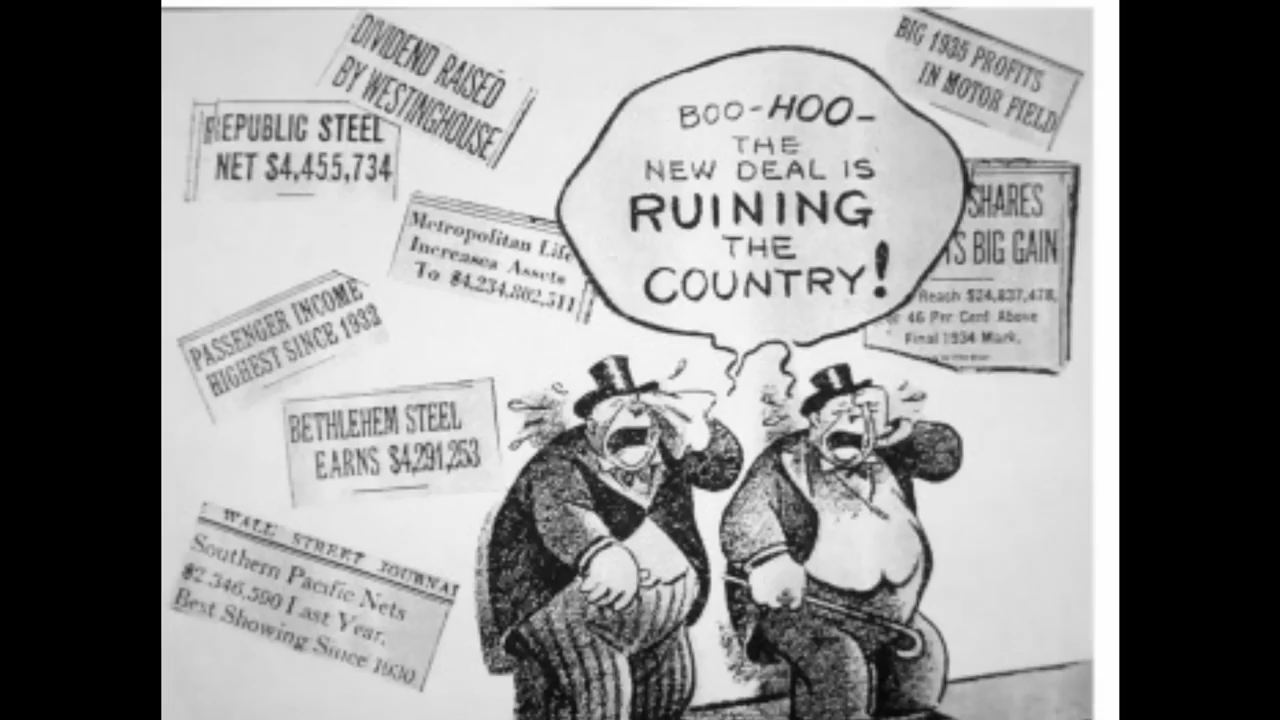 DIVIDEND RAISED
BY WESTINGHOUSE
REPUBLIC STEEL
NET $4,455,734
Metropolitan Life
Increases Assets
To $4,234,802,511
PASSENGER INCOME
HIGHEST SINCE 1933
BETHLEHEM STEEL
EARNS $4,291,253
WALL STREET JOURNAL
Southern Pacific Nets
$2,346,590 Last Year,
Best Showing Since 1930
BOO-HOO-
THE
NEW DEAL IS
RUINING
THE
COUNTRY!
BIG 1935 PROFITS
IN MOTOR FIELD
SHARES
BIG GAIN
Reach $24,837,478,
46 Per Cent Above
Final 1934 Mark,